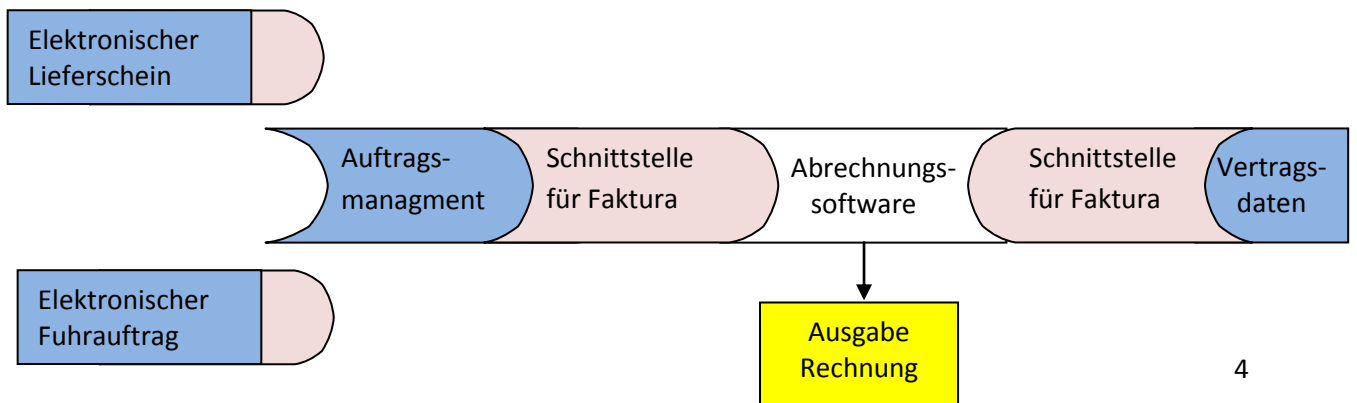 Elektronischer
Lieferschein
Auftrags-
managment
Schnittstelle
für Faktura
Abrechnungs-
software
Schnittstelle
für Faktura
Vertrags-
daten
Elektronischer
Fuhrauftrag
Ausgabe
Rechnung
4